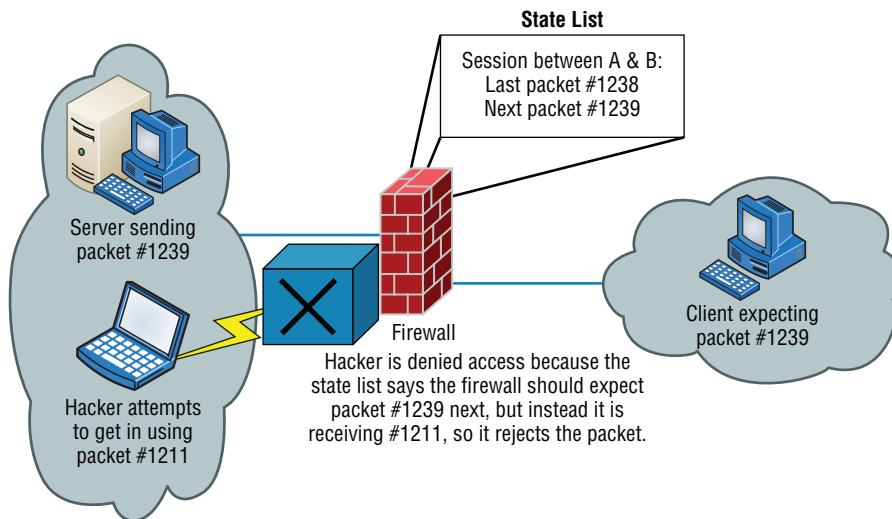 State List
Session between A & B:
Last packet #1238
Next packet #1239
Server sending
packet #1239
Hacker attempts
to get in using
packet #1211
Firewall
Hacker is denied access because the
state list says the firewall should expect
packet #1239 next, but instead it is
receiving #1211, so it rejects the packet.
Client expecting
packet #1239